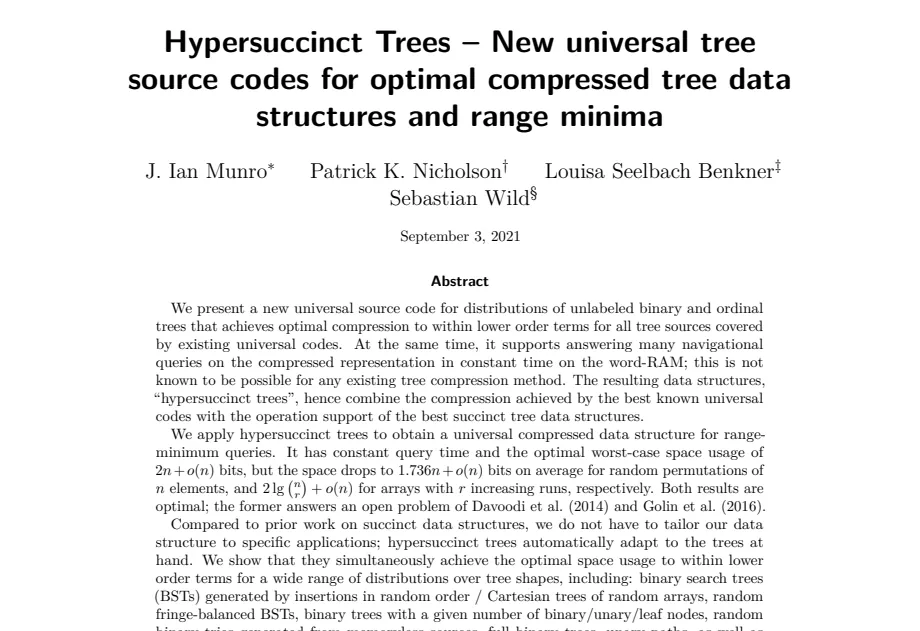 Hypersuccinct Trees – New universal tree
source codes for optimal compressed tree data
structures and range minima
J. Ian Munro* Patrick K. Nicholson† Louisa Seelbach Benkner‡
Sebastian Wild§
September 3, 2021
Abstract
We present a new universal source code for distributions of unlabeled binary and ordinal
trees that achieves optimal compression to within lower order terms for all tree sources covered
by existing universal codes. At the same time, it supports answering many navigational
queries on the compressed representation in constant time on the word-RAM; this is not
known to be possible for any existing tree compression method. The resulting data structures,
“hypersuccinct trees”, hence combine the compression achieved by the best known universal
codes with the operation support of the best succinct tree data structures.
We apply hypersuccinct trees to obtain a universal compressed data structure for range-
minimum queries. It has constant query time and the optimal worst-case space usage of
2n + o(n) bits, but the space drops to 1.736n + o(n) bits on average for random permutations of
n elements, and 2 lg (n r) + o(n) for arrays with r increasing runs, respectively. Both results are
optimal; the former answers an open problem of Davoodi et al. (2014) and Golin et al. (2016).
Compared to prior work on succinct data structures, we do not have to tailor our data
structure to specific applications; hypersuccinct trees automatically adapt to the trees at
hand. We show that they simultaneously achieve the optimal space usage to within lower
order terms for a wide range of distributions over tree shapes, including: binary search trees
(BSTs) generated by insertions in random order / Cartesian trees of random arrays, random
fringe-balanced BSTs, binary trees with a given number of binary/unary/leaf nodes, random